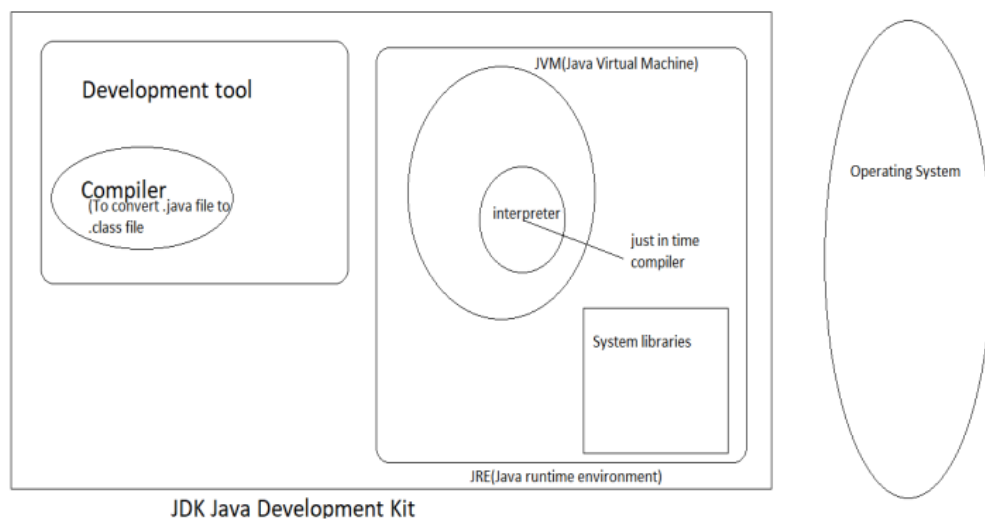 Development tool
Compiler
(To convert .java file to
.class file
JVM(Java Virtual Machine)
interpreter
just in time
compiler
System libraries
JRE(Java runtime environment)
JDK Java Development Kit
Operating System